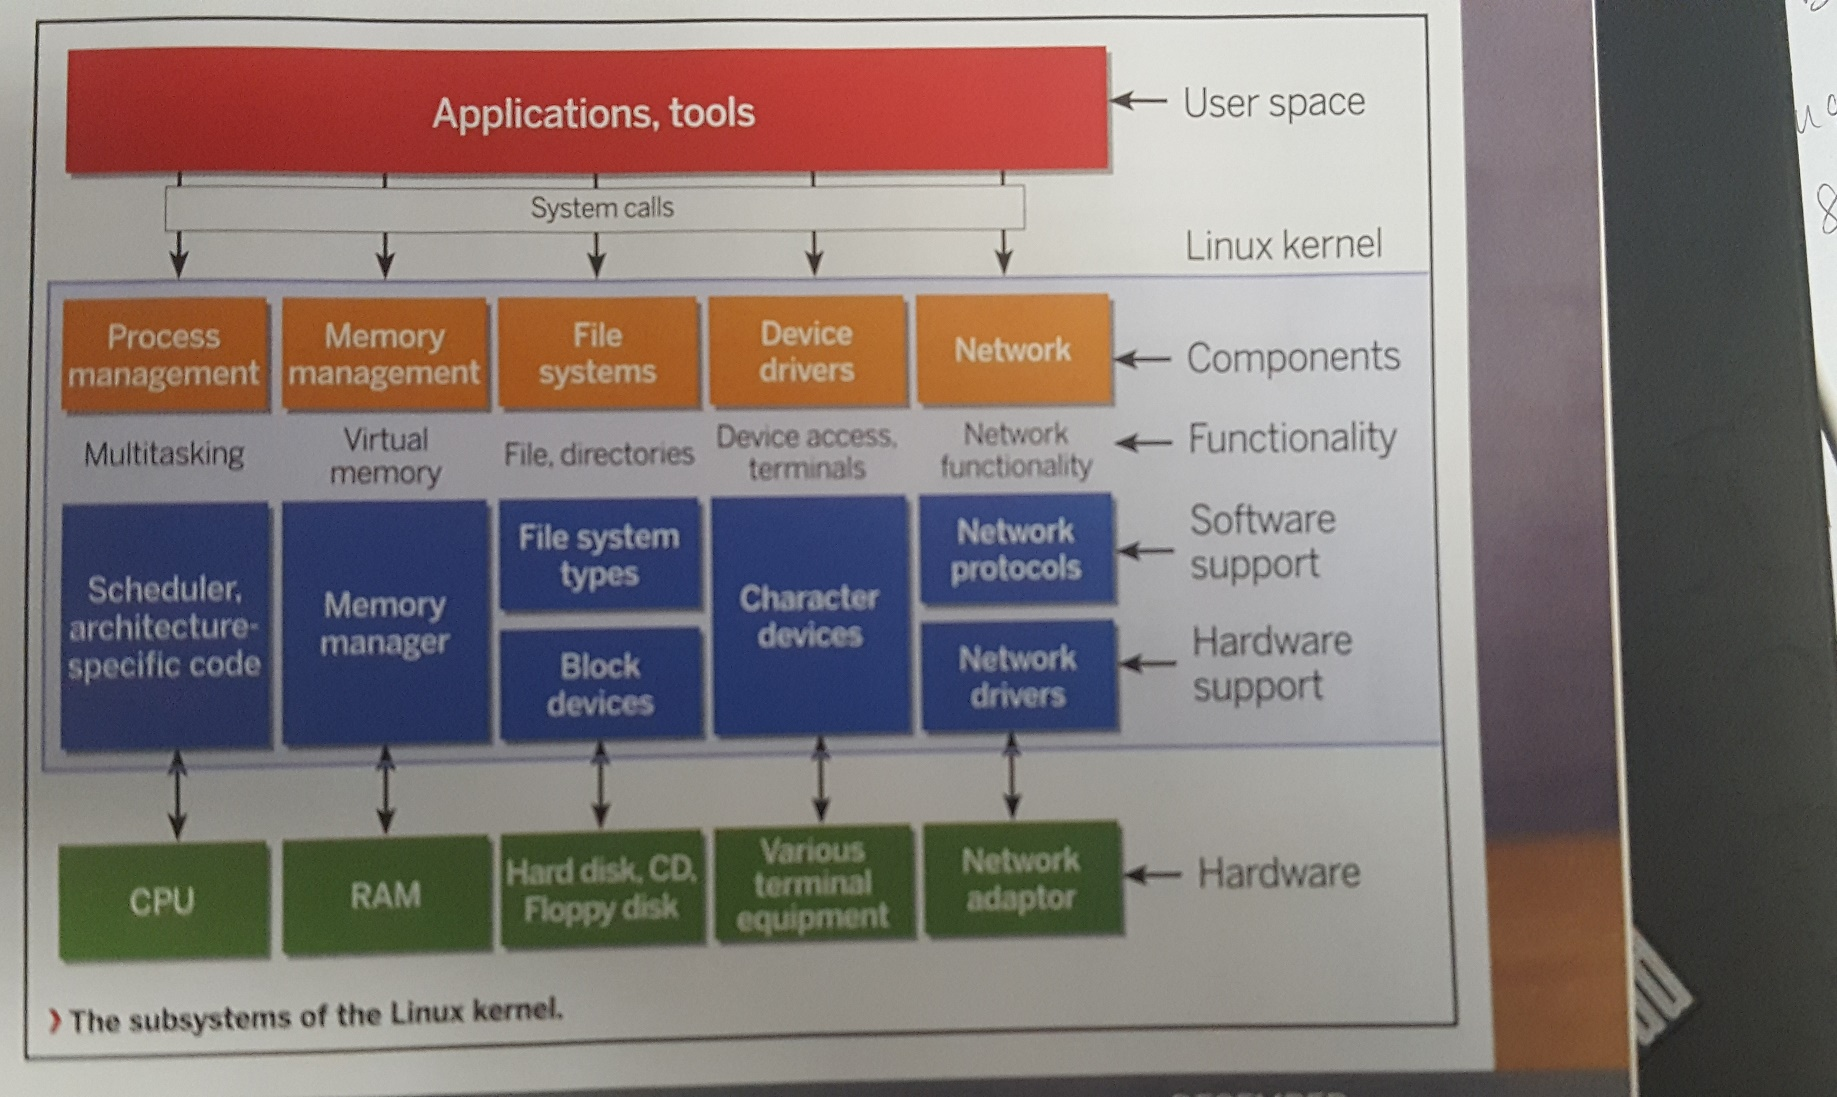 Applications, tools
User space
System calls
Linux kernel
Process
management
Memory
management
File
systems
Device
drivers
Network
Components
Multitasking
Virtual
memory
File, directories
Device access,
terminals
Network
functionality
Functionality
Scheduler,
architecture-
specific code
Memory
manager
File system
types
Block
devices
Character
devices
Network
protocols
Network
drivers
Software
support
Hardware
support
CPU
RAM
Hard disk, CD,
Floppy disk
Various
terminal
equipment
Network
adaptor
Hardware
❯ The subsystems of the Linux kernel.
8